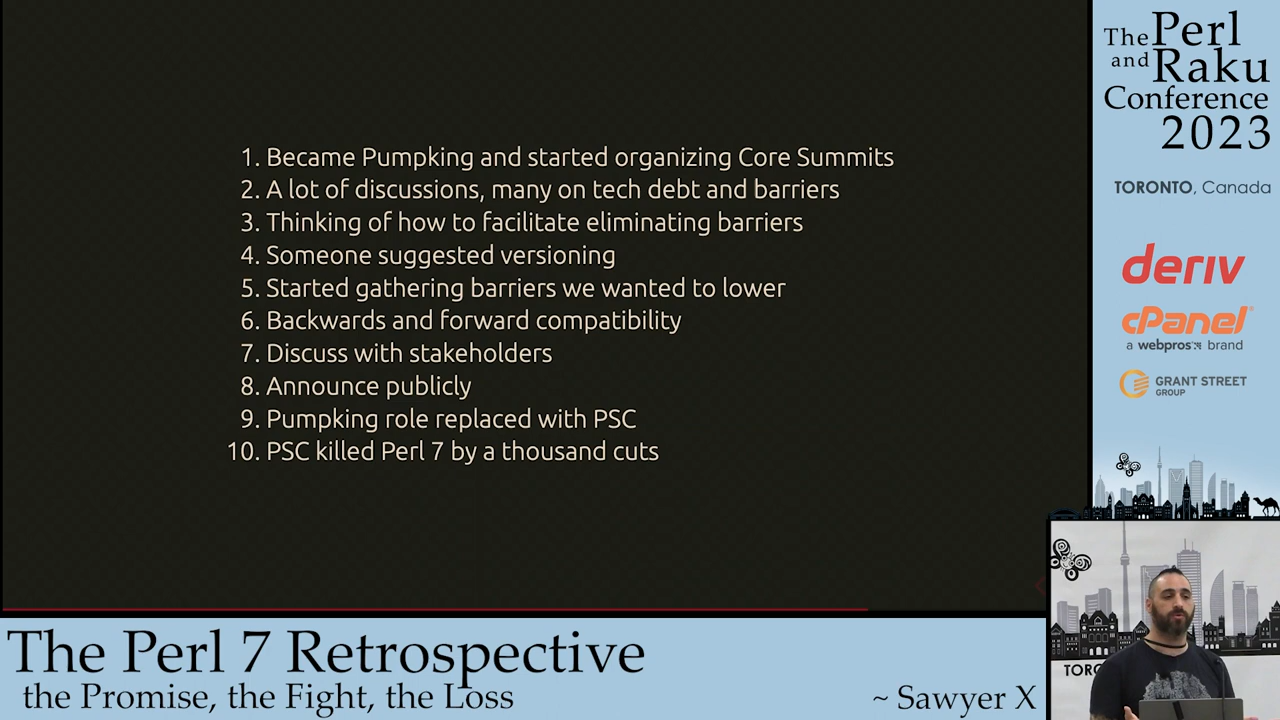 1. Became Pumpking and started organizing Core Summits
2. A lot of discussions, many on tech debt and barriers
3. Thinking of how to facilitate eliminating barriers
4. Someone suggested versioning
5. Started gathering barriers we wanted to lower
6. Backwards and forward compatibility
7. Discuss with stakeholders
8. Announce publicly
9. Pumpking role replaced with PSC
10. PSC killed Perl 7 by a thousand cuts
The Perl
and Raku
Conference
2023
TORONTO, Canada
deriv
cPanel®
a webpros brand
GRANT STREET
GROUP
TORO
The Perl 7 Retrospective
the Promise, the Fight, the Loss
~ Sawyer X